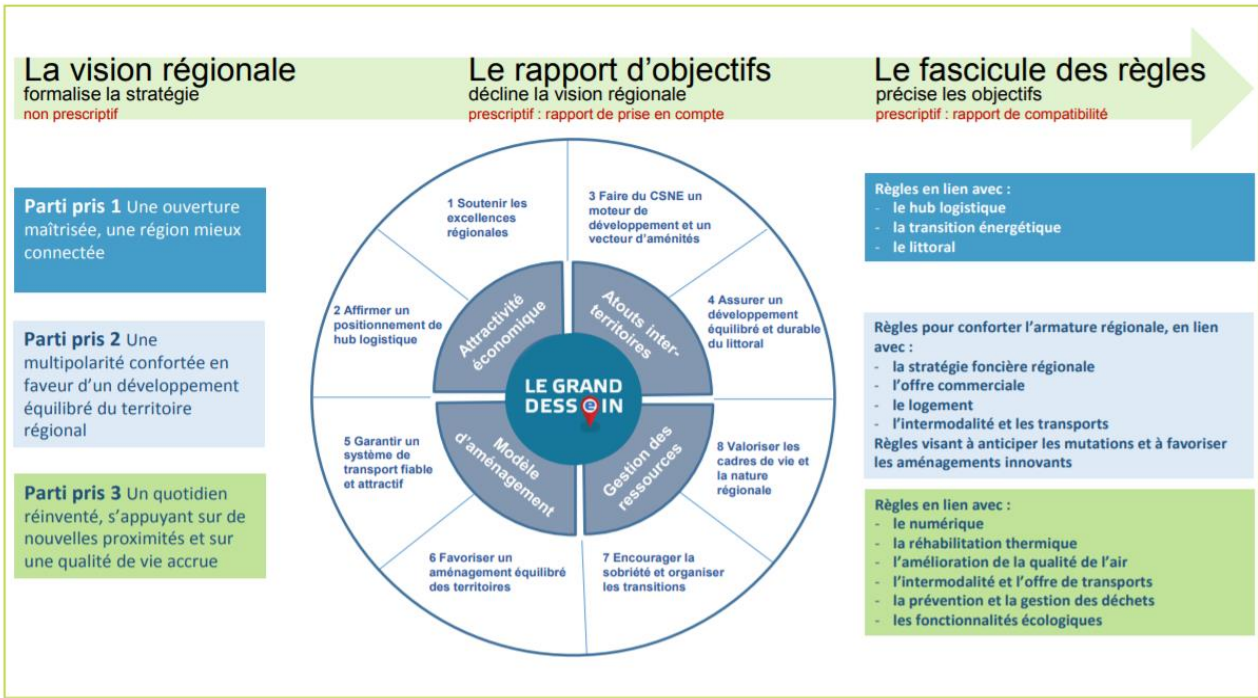 La vision régionale
formalise la stratégie
non prescriptif
Le rapport d'objectifs
décline la vision régionale
prescriptif : rapport de prise en compte
Le fascicule des règles
précise les objectifs
prescriptif : rapport de compatibilité
Parti pris 1 Une ouverture
maîtrisée, une région mieux
connectée
Parti pris 2 Une
multipolarité confortée en
faveur d'un développement
équilibré du territoire
régional
Parti pris 3 Un quotidien
réinventé, s'appuyant sur de
nouvelles proximités et sur
une qualité de vie accrue
1 Soutenir les
excellences
régionales
2 Affirmer un
positionnement de
hub logistique
3 Faire du CSNE un
moteur de
développement et un
vecteur d'aménités
4 Assurer un
développement
équilibré et durable
du littoral
5 Garantir un
système de
transport fiable
et attractif
6 Favoriser un
aménagement équilibré
des territoires
7 Encourager la
sobriété et organiser
les transitions
8 Valoriser les
cadres de vie et
la nature
régionale
Attractivité
économique
Atouts inter-
territoires
Modèle
d'aménagement
Gestion des
ressources
LE GRAND
DESSEIN
Règles en lien avec :
- le hub logistique
- la transition énergétique
- le littoral
Règles pour conforter l'armature régionale, en lien
avec :
- la stratégie foncière régionale
- l'offre commerciale
- le logement
- l'intermodalité et les transports
Règles visant à anticiper les mutations et à favoriser
les aménagements innovants
Règles en lien avec :
- le numérique
- la réhabilitation thermique
- l'amélioration de la qualité de l'air
- l'intermodalité et l'offre de transports
- la prévention et la gestion des déchets
- les fonctionnalités écologiques